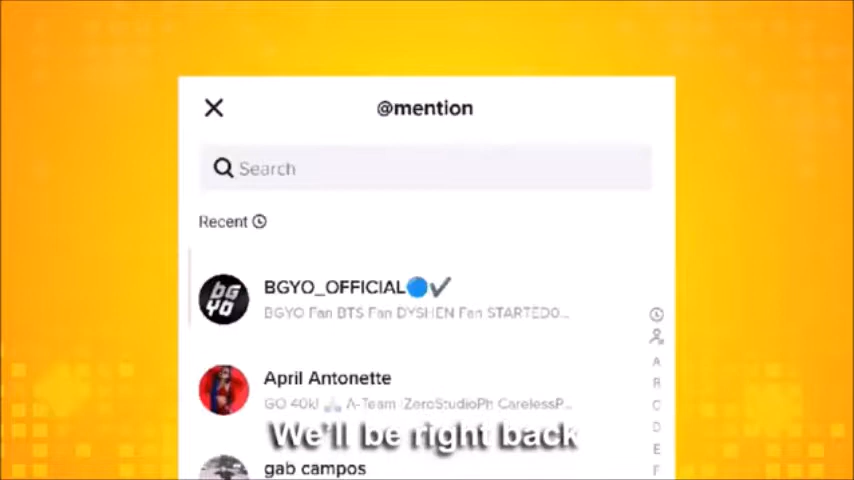 @mention
Search
Recent
BGYO_OFFICIAL🔵✔
BGYO Fan BTS Fan DYSHEN Fan STARTED0...
April Antonette
GO 40k! A-Team ZeroStudioPh CarelessP...
We'll be right back
gab campos
A
R
C
D
E
F